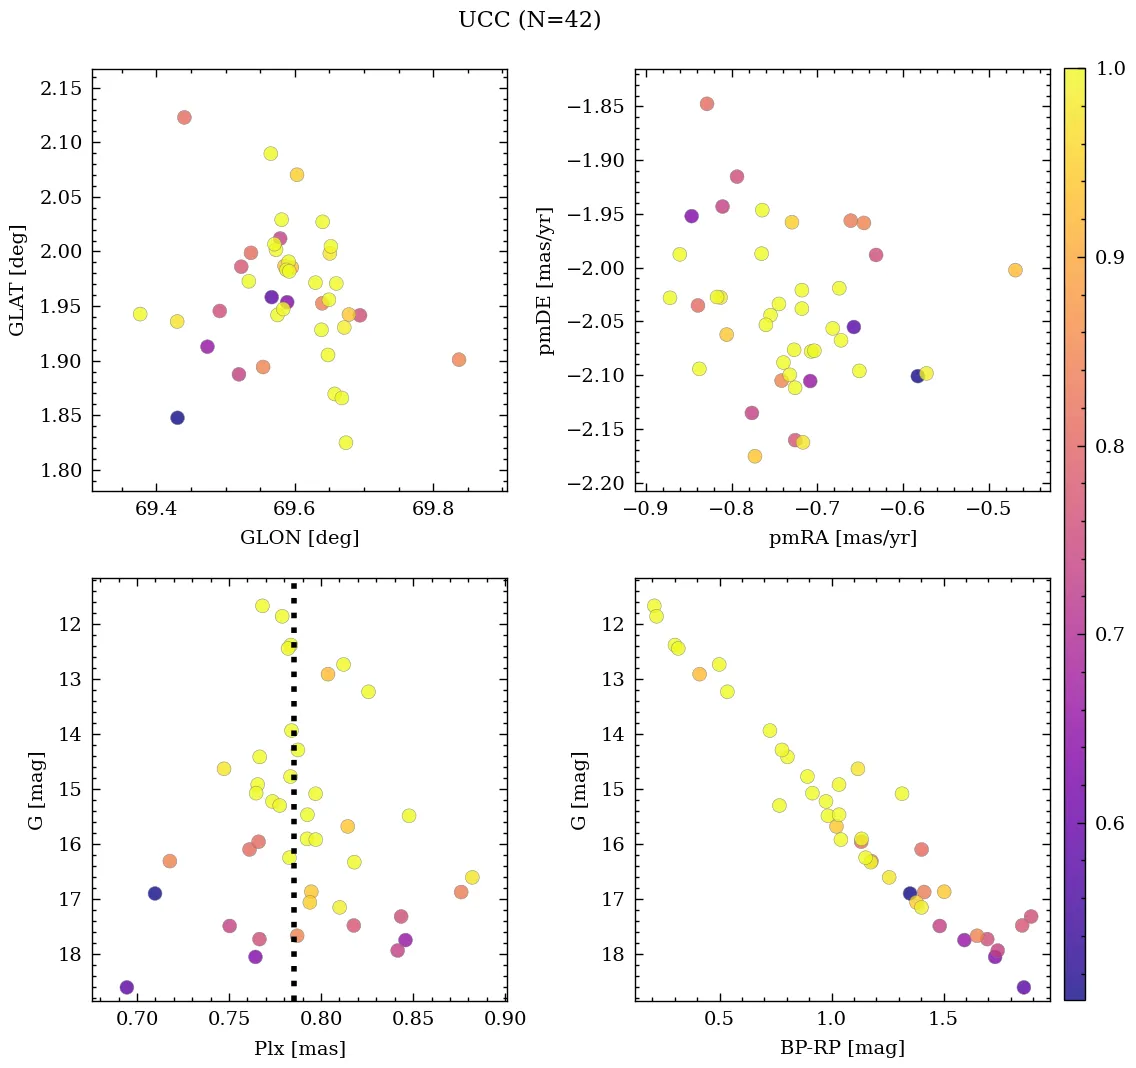 UCC (N=42)
2.15
2.10
2.05
2.00
1.95
1.90
1.85
1.80
GLAT [deg]
69.4 69.6 69.8
GLON [deg]
−1.85
−1.90
−1.95
−2.00
−2.05
−2.10
−2.15
−2.20
pmDE [mas/yr]
−0.9 −0.8 −0.7 −0.6 −0.5
pmRA [mas/yr]
12
13
14
15
16
17
18
G [mag]
0.70 0.75 0.80 0.85 0.90
Plx [mas]
12
13
14
15
16
17
18
G [mag]
0.5 1.0 1.5
BP-RP [mag]
1.0
0.9
0.8
0.7
0.6